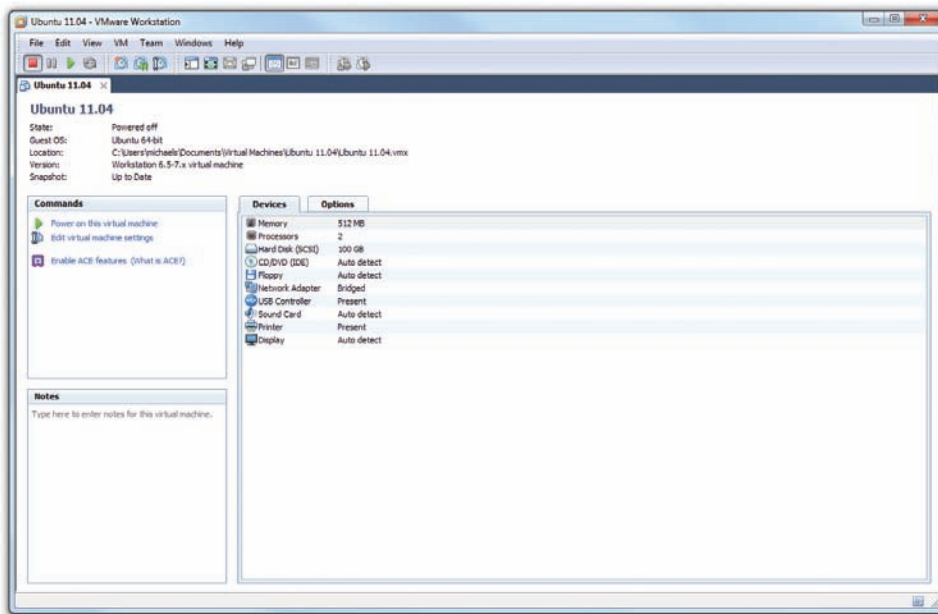 Ubuntu 11.04 - VMware Workstation
File Edit View VM Team Windows Help
Ubuntu 11.04
Ubuntu 11.04
State: Powered off
Guest OS: Ubuntu 64-bit
Location: C:\Users\michaels\Documents\Virtual Machines\Ubuntu 11.04\Ubuntu 11.04.vmx
Version: Workstation 6.5-7.x virtual machine
Snapshot: Up to Date
Commands
Power on this virtual machine
Edit virtual machine settings
Enable ACE features (What is ACE?)
Devices Options
Memory 512 MB
Processors 2
Hard Disk (SCSI) 100 GB
CD/DVD (IDE) Auto detect
Floppy Auto detect
Network Adapter Bridged
USB Controller Present
Sound Card Auto detect
Printer Present
Display Auto detect
Notes
Type here to enter notes for this virtual machine.